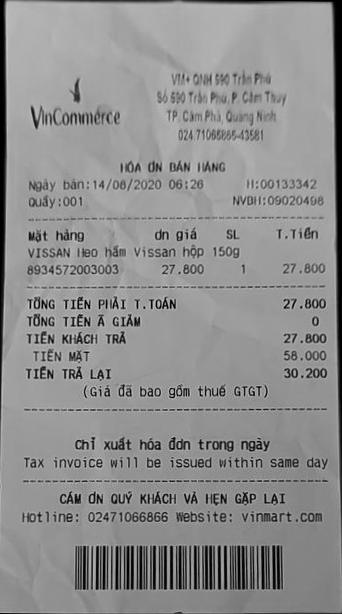 VinCommerce
VM+ QNH 590 Trần Phú
Số 590 Trần Phú, P. Cẩm Thuỷ
TP. Cẩm Phả, Quảng Ninh
024.71066866-43581
HÓA ĐN BÁN HÀNG
Ngày bán:14/08/2020 06:26 H:00133342
Quầy:001 NVBH:09020498
Mặt hàng đn giá SL T.Tiền
VISSAN Heo hầm Vissan hộp 150g
8934572003003 27.800 1 27.800
TỔNG TIỀN PHẢI T.TOÁN 27.800
TỔNG TIỀN Ã GIẢM 0
TIỀN KHÁCH TRẢ 27.800
TIỀN MẶT 58.000
TIỀN TRẢ LẠI 30.200
(Giá đã bao gồm thuế GTGT)
Chỉ xuất hóa đơn trong ngày
Tax invoice will be issued within same day
CÁM ƠN QUÝ KHÁCH VÀ HẸN GẶP LẠI
Hotline: 02471066866 Website: vinmart.com